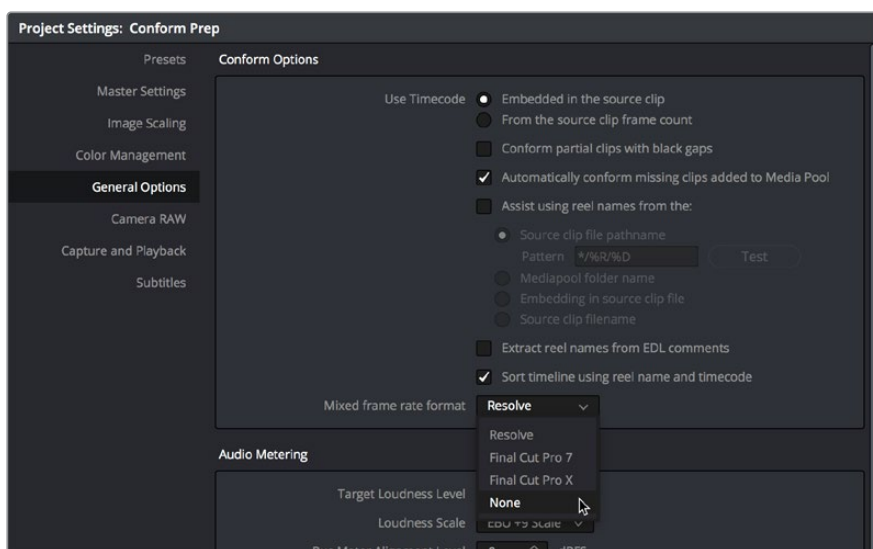 Project Settings: Conform Prep
Presets
Master Settings
Image Scaling
Color Management
General Options
Camera RAW
Capture and Playback
Subtitles
Conform Options
Use Timecode
Embedded in the source clip
From the source clip frame count
Conform partial clips with black gaps
Automatically conform missing clips added to Media Pool
Assist using reel names from the:
Source clip file pathname
Pattern */%R/%D Test
Mediapool folder name
Embedding in source clip file
Source clip filename
Extract reel names from EDL comments
Sort timeline using reel name and timecode
Mixed frame rate format Resolve
Resolve
Final Cut Pro 7
Final Cut Pro X
None
Audio Metering
Target Loudness Level
Loudness Scale EBU +9 Scale